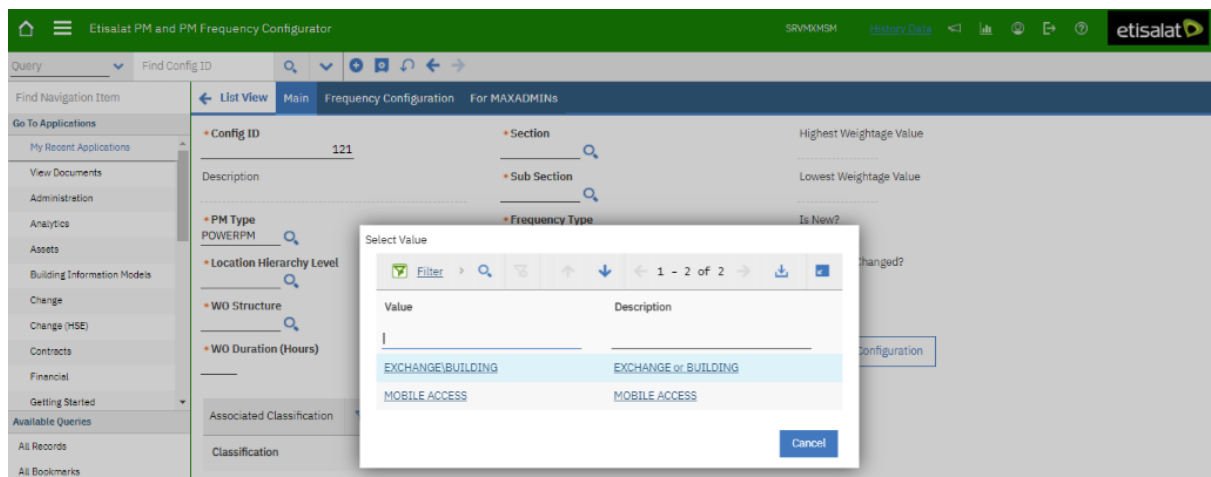 Etisalat PM and PM Frequency Configurator SRVMXMSM History Data etisalat
Query Find Config ID
Find Navigation Item List View Main Frequency Configuration For MAXADMINs
Go To Applications
My Recent Applications
View Documents
Administration
Analytics
Assets
Building Information Models
Change
Change (HSE)
Contracts
Financial
Getting Started
Available Queries
All Records
All Bookmarks
* Config ID
121
Description
* PM Type
POWERPM
* Location Hierarchy Level
* WO Structure
* WO Duration (Hours)
* Section
* Sub Section
* Frequency Type
Highest Weightage Value
Lowest Weightage Value
Is New?
Changed?
Configuration
Associated Classification
Classification
Select Value
Filter 1 - 2 of 2
Value Description
EXCHANGE\BUILDING EXCHANGE or BUILDING
MOBILE ACCESS MOBILE ACCESS
Cancel